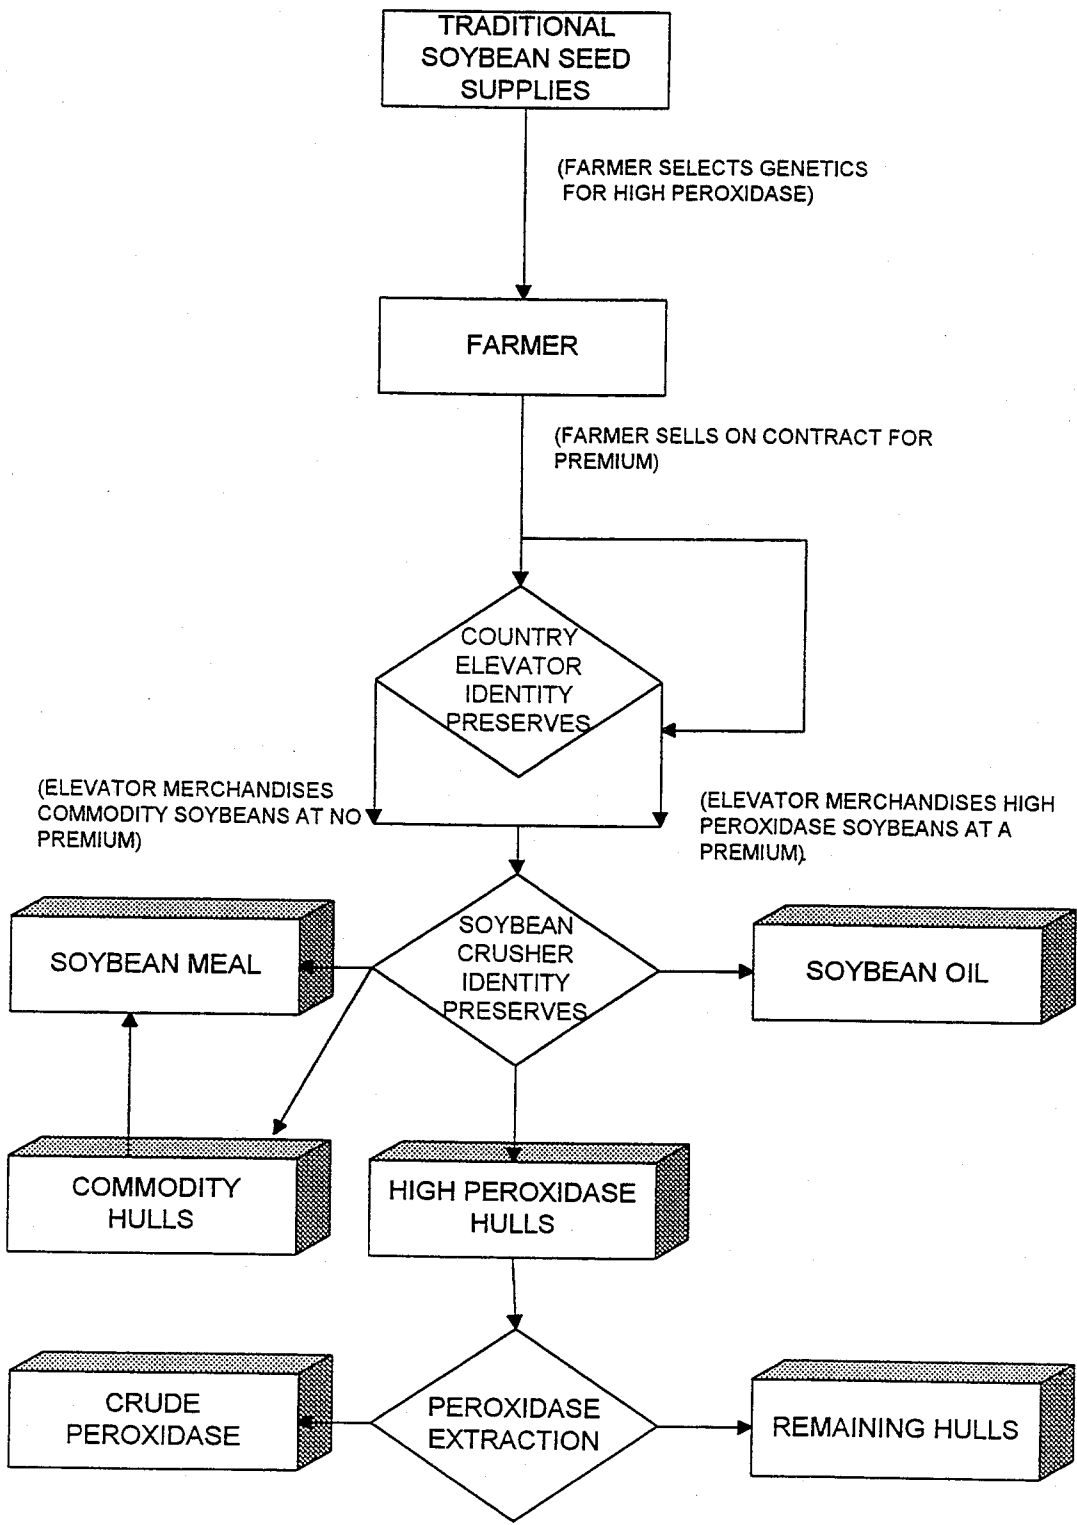 TRADITIONAL
SOYBEAN SEED
SUPPLIES
(FARMER SELECTS GENETICS
FOR HIGH PEROXIDASE)
FARMER
(FARMER SELLS ON CONTRACT FOR
PREMIUM)
COUNTRY
ELEVATOR
IDENTITY
PRESERVES
(ELEVATOR MERCHANDISES
COMMODITY SOYBEANS AT NO
PREMIUM)
(ELEVATOR MERCHANDISES HIGH
PEROXIDASE SOYBEANS AT A
PREMIUM).
SOYBEAN MEAL
SOYBEAN
CRUSHER
IDENTITY
PRESERVES
SOYBEAN OIL
COMMODITY
HULLS
HIGH PEROXIDASE
HULLS
CRUDE
PEROXIDASE
PEROXIDASE
EXTRACTION
REMAINING HULLS